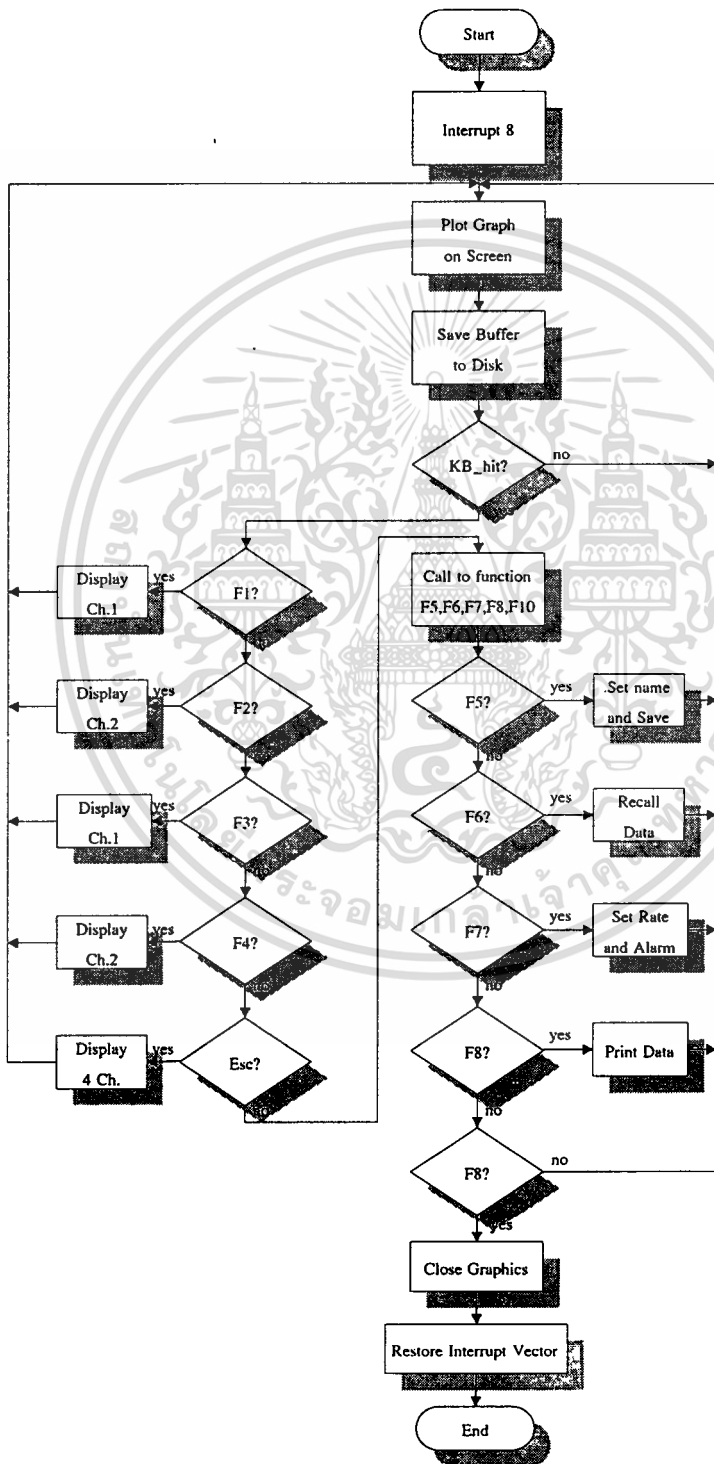 Start
Interrupt 8
Plot Graph
on Screen
Save Buffer
to Disk
KB_hit?
no
yes
F1?
yes
Display
Ch.1
no
F2?
yes
Display
Ch.2
no
F3?
yes
Display
Ch.1
no
F4?
yes
Display
Ch.2
no
Esc?
yes
Display
4 Ch.
no
Call to function
F5,F6,F7,F8,F10
F5?
yes
.Set name
and Save
no
F6?
yes
Recall
Data
no
F7?
yes
Set Rate
and Alarm
no
F8?
yes
Print Data
no
F8?
no
yes
Close Graphics
Restore Interrupt Vector
End